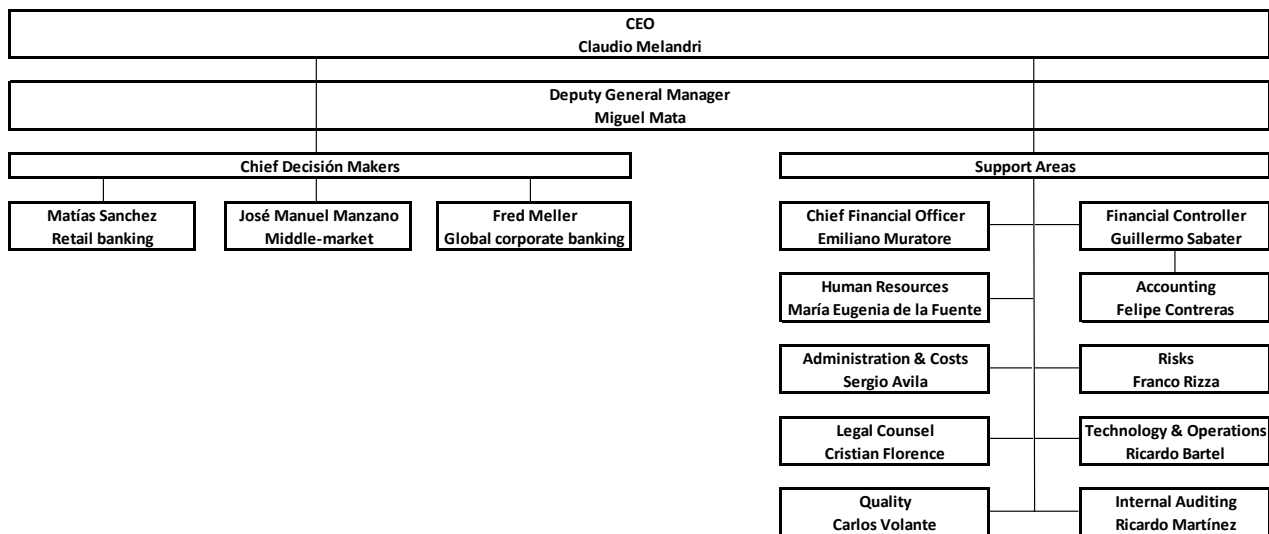 CEO
Claudio Melandri
Deputy General Manager
Miguel Mata
Chief Decisión Makers
Support Areas
Matías Sanchez
Retail banking
José Manuel Manzano
Middle-market
Fred Meller
Global corporate banking
Chief Financial Officer
Emiliano Muratore
Financial Controller
Guillermo Sabater
Human Resources
María Eugenia de la Fuente
Accounting
Felipe Contreras
Administration & Costs
Sergio Avila
Risks
Franco Rizza
Legal Counsel
Cristian Florence
Technology & Operations
Ricardo Bartel
Quality
Carlos Volante
Internal Auditing
Ricardo Martínez